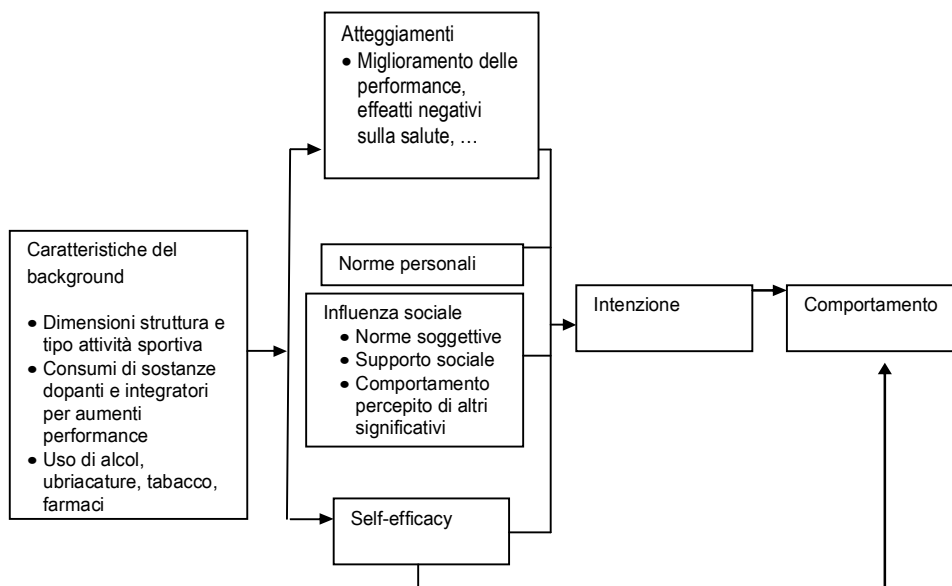 Atteggiamenti
• Miglioramento delle
performance,
effeatti negativi
sulla salute, …
Caratteristiche del
background
• Dimensioni struttura e
tipo attività sportiva
• Consumi di sostanze
dopanti e integratori
per aumenti
performance
• Uso di alcol,
ubriacature, tabacco,
farmaci
Norme personali
Influenza sociale
• Norme soggettive
• Supporto sociale
• Comportamento
percepito di altri
significativi
Self-efficacy
Intenzione
Comportamento